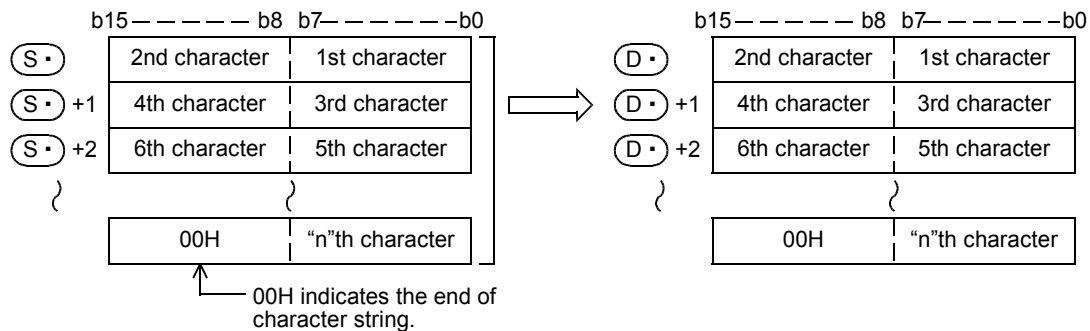 b15 — — — — — — b8 b7— — — — — —b0 b15 — — — — — — b8 b7— — — — — —b0
S・ 2nd character 1st character D・ 2nd character 1st character
S・ +1 4th character 3rd character D・ +1 4th character 3rd character
S・ +2 6th character 5th character D・ +2 6th character 5th character
00H “n”th character 00H “n”th character
00H indicates the end of
character string.